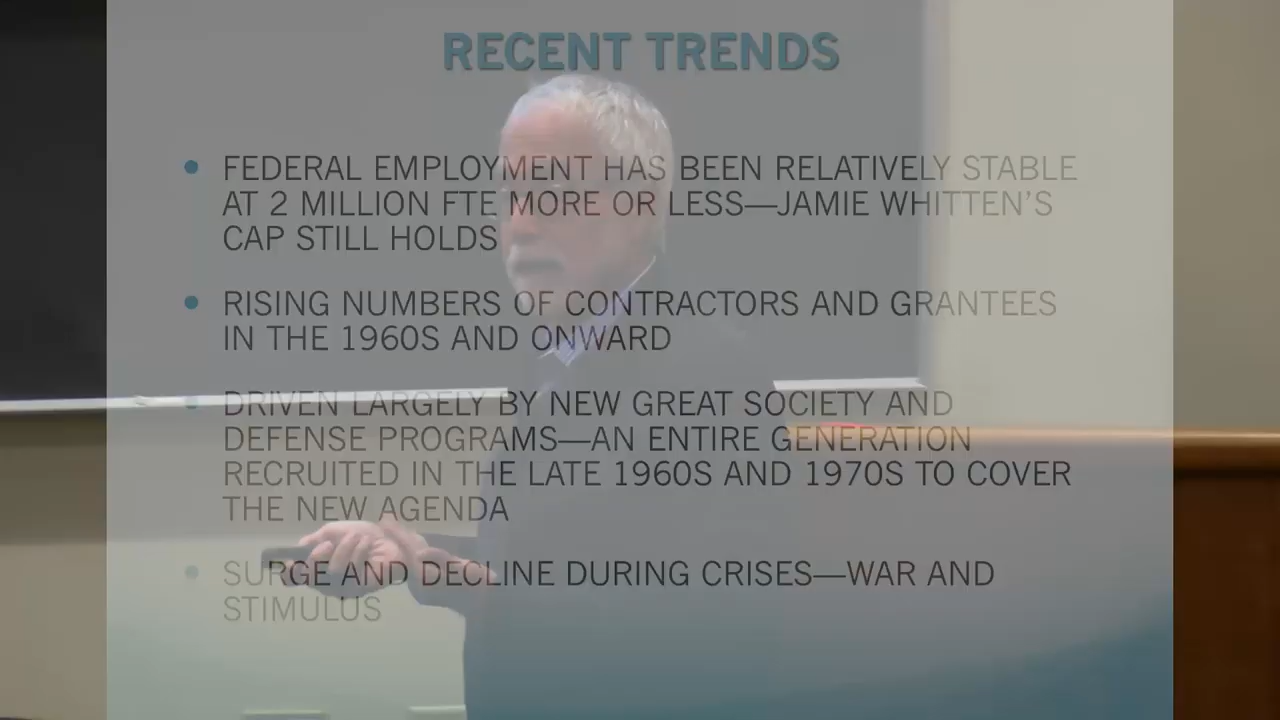 RECENT TRENDS
• FEDERAL EMPLOYMENT HAS BEEN RELATIVELY STABLE
AT 2 MILLION FTE MORE OR LESS—JAMIE WHITTEN'S
CAP STILL HOLDS
• RISING NUMBERS OF CONTRACTORS AND GRANTEES
IN THE 1960S AND ONWARD
• DRIVEN LARGELY BY NEW GREAT SOCIETY AND
DEFENSE PROGRAMS—AN ENTIRE GENERATION
RECRUITED IN THE LATE 1960S AND 1970S TO COVER
THE NEW AGENDA
• SURGE AND DECLINE DURING CRISES—WAR AND
STIMULUS